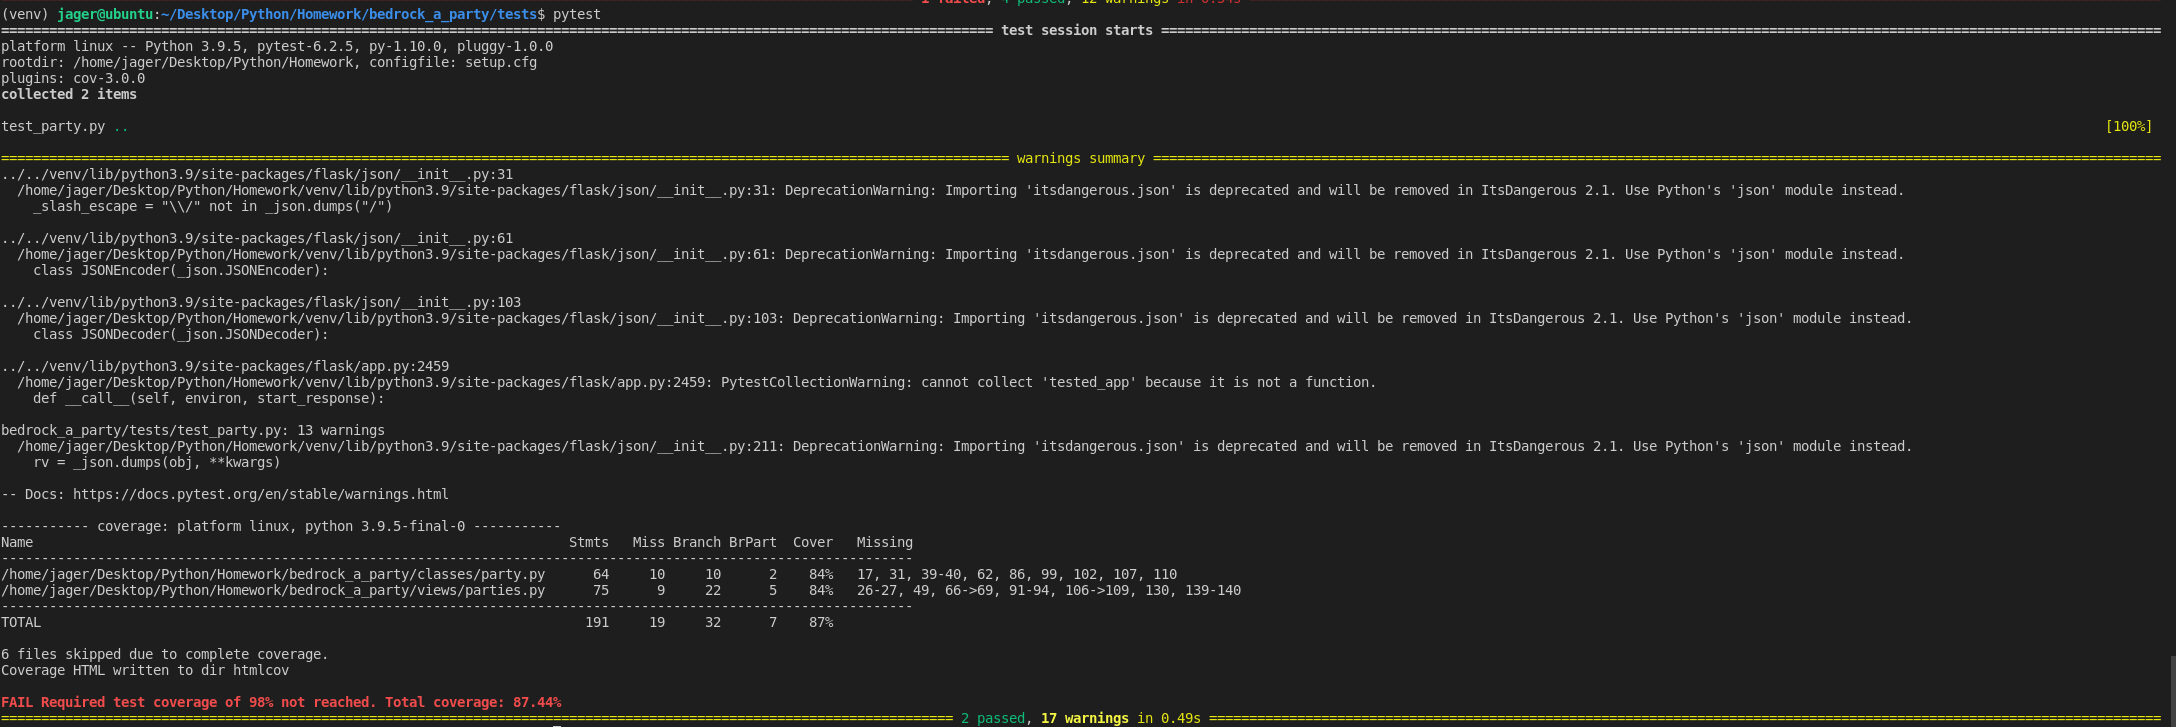 1 failed, 4 passed, 12 warnings in 0.54s
(venv) jager@ubuntu:~/Desktop/Python/Homework/bedrock_a_party/tests$ pytest
test session starts
platform linux -- Python 3.9.5, pytest-6.2.5, py-1.10.0, pluggy-1.0.0
rootdir: /home/jager/Desktop/Python/Homework, configfile: setup.cfg
plugins: cov-3.0.0
collected 2 items
test_party.py .. [100%]
warnings summary
../../venv/lib/python3.9/site-packages/flask/json/__init__.py:31
/home/jager/Desktop/Python/Homework/venv/lib/python3.9/site-packages/flask/json/__init__.py:31: DeprecationWarning: Importing 'itsdangerous.json' is deprecated and will be removed in ItsDangerous 2.1. Use Python's 'json' module instead.
_slash_escape = "\\/" not in _json.dumps("/")
../../venv/lib/python3.9/site-packages/flask/json/__init__.py:61
/home/jager/Desktop/Python/Homework/venv/lib/python3.9/site-packages/flask/json/__init__.py:61: DeprecationWarning: Importing 'itsdangerous.json' is deprecated and will be removed in ItsDangerous 2.1. Use Python's 'json' module instead.
class JSONEncoder(_json.JSONEncoder):
../../venv/lib/python3.9/site-packages/flask/json/__init__.py:103
/home/jager/Desktop/Python/Homework/venv/lib/python3.9/site-packages/flask/json/__init__.py:103: DeprecationWarning: Importing 'itsdangerous.json' is deprecated and will be removed in ItsDangerous 2.1. Use Python's 'json' module instead.
class JSONDecoder(_json.JSONDecoder):
../../venv/lib/python3.9/site-packages/flask/app.py:2459
/home/jager/Desktop/Python/Homework/venv/lib/python3.9/site-packages/flask/app.py:2459: PytestCollectionWarning: cannot collect 'tested_app' because it is not a function.
def __call__(self, environ, start_response):
bedrock_a_party/tests/test_party.py: 13 warnings
/home/jager/Desktop/Python/Homework/venv/lib/python3.9/site-packages/flask/json/__init__.py:211: DeprecationWarning: Importing 'itsdangerous.json' is deprecated and will be removed in ItsDangerous 2.1. Use Python's 'json' module instead.
rv = _json.dumps(obj, **kwargs)
-- Docs: https://docs.pytest.org/en/stable/warnings.html
----------- coverage: platform linux, python 3.9.5-final-0 -----------
Name Stmts Miss Branch BrPart Cover Missing
/home/jager/Desktop/Python/Homework/bedrock_a_party/classes/party.py 64 10 10 2 84% 17, 31, 39-40, 62, 86, 99, 102, 107, 110
/home/jager/Desktop/Python/Homework/bedrock_a_party/views/parties.py 75 9 22 5 84% 26-27, 49, 66->69, 91-94, 106->109, 130, 139-140
TOTAL 191 19 32 7 87%
6 files skipped due to complete coverage.
Coverage HTML written to dir htmlcov
FAIL Required test coverage of 98% not reached. Total coverage: 87.44%
2 passed, 17 warnings in 0.49s